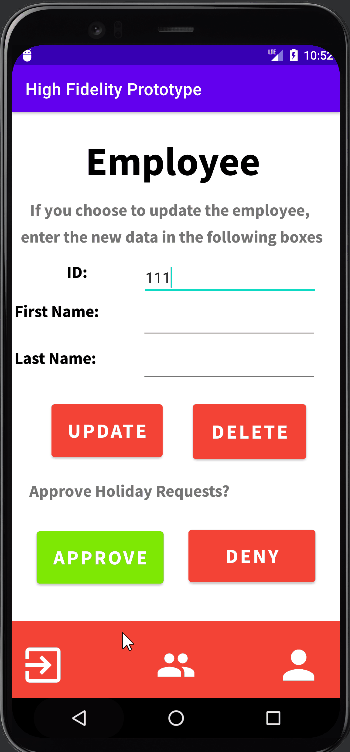 LTE 10:52
High Fidelity Prototype
Employee
If you choose to update the employee,
enter the new data in the following boxes
ID: 111
First Name:
Last Name:
UPDATE DELETE
Approve Holiday Requests?
APPROVE DENY